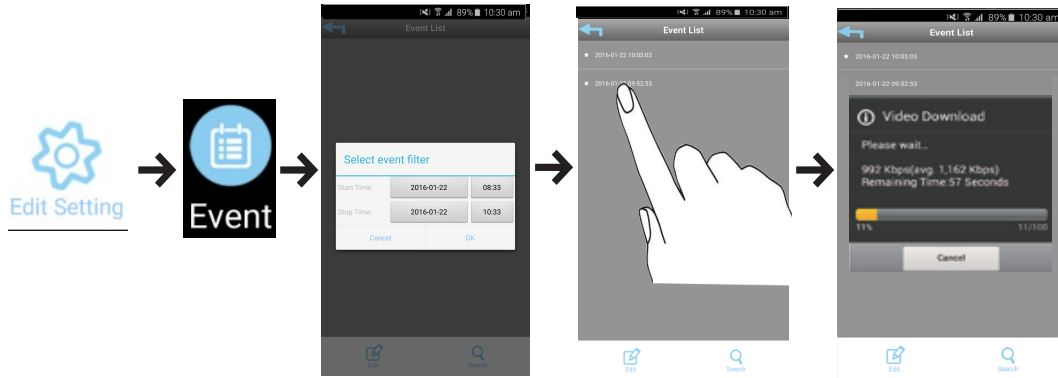 Edit Setting
Event
89% 10:30 am
Event List
Select event filter
Start Time: 2016-01-22 08:33
Stop Time: 2016-01-22 10:33
Cancel OK
Edit Search
89% 10:30 am
Event List
★ 2016-01-22 10:05:03
★ 2016-01-22 09:52:53
Edit Search
89% 10:30 am
Event List
★ 2016-01-22 10:05:03
2016-01-22 09:52:53
Video Download
Please wait...
992 Kbps(avg. 1,162 Kbps)
Remaining Time:57 Seconds
11% 11/100
Cancel
Edit Search